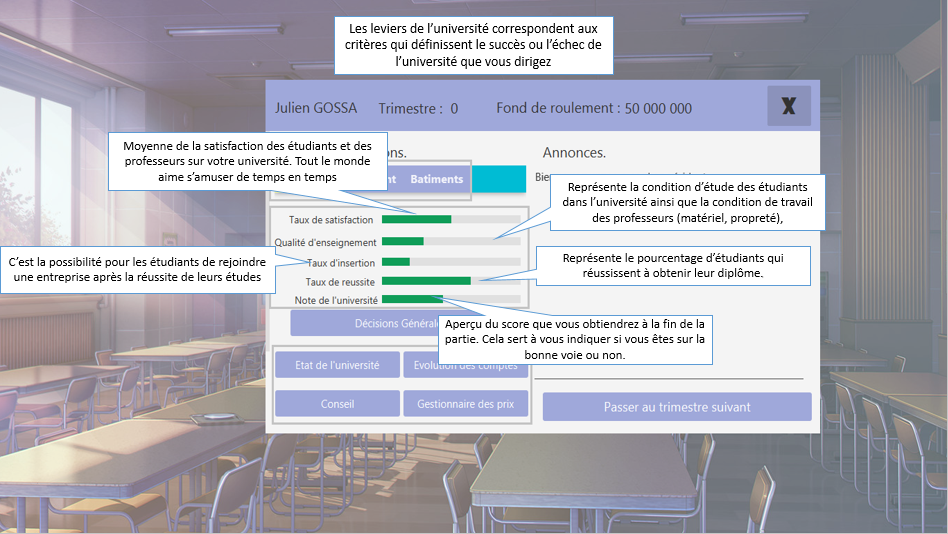 Les leviers de l'université correspondent aux
critères qui définissent le succès ou l'échec de
l'université que vous dirigez
Julien GOSSA Trimestre : 0 Fond de roulement : 50 000 000 X
Moyenne de la satisfaction des étudiants et des
professeurs sur votre université. Tout le monde
aime s'amuser de temps en temps
ons.
Annonces.
nt Batiments
Bie
Représente la condition d'étude des étudiants
dans l'université ainsi que la condition de travail
des professeurs (matériel, propreté),
Taux de satisfaction
Qualité d'enseignement
C'est la possibilité pour les étudiants de rejoindre
une entreprise après la réussite de leurs études
Taux d'insertion
Représente le pourcentage d'étudiants qui
réussissent à obtenir leur diplôme.
Taux de reussite
Note de l'université
Décisions Général
Aperçu du score que vous obtiendrez à la fin de la
partie. Cela sert à vous indiquer si vous êtes sur la
bonne voie ou non.
Etat de l'université
Evolution des comptes
Conseil
Gestionnaire des prix
Passer au trimestre suivant